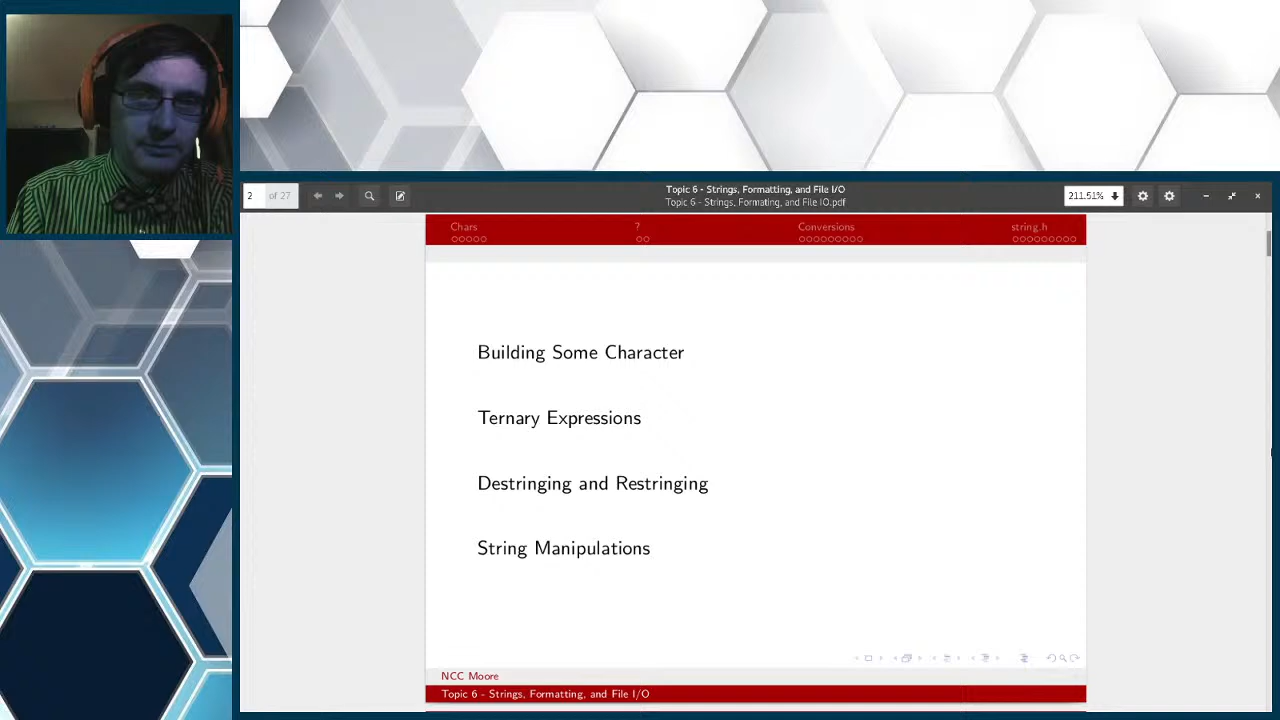 2 of 27
Topic 6 - Strings, Formatting, and File I/O
Topic 6 - Strings, Formating, and File IO.pdf
211.51%
Chars ? Conversions string.h
Building Some Character
Ternary Expressions
Destringing and Restringing
String Manipulations
NCC Moore
Topic 6 - Strings, Formatting, and File I/O